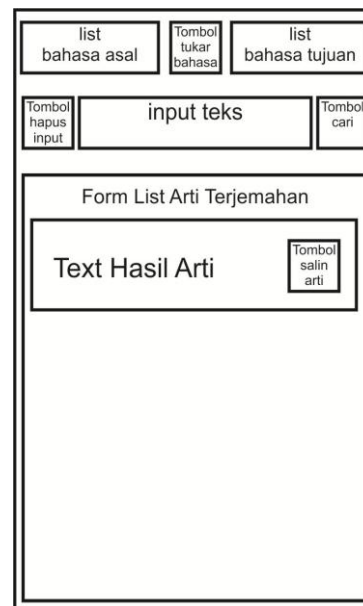 list
bahasa asal
Tombol
tukar
bahasa
list
bahasa tujuan
Tombol
hapus
input
input teks
Tombol
cari
Form List Arti Terjemahan
Text Hasil Arti
Tombol
salin
arti